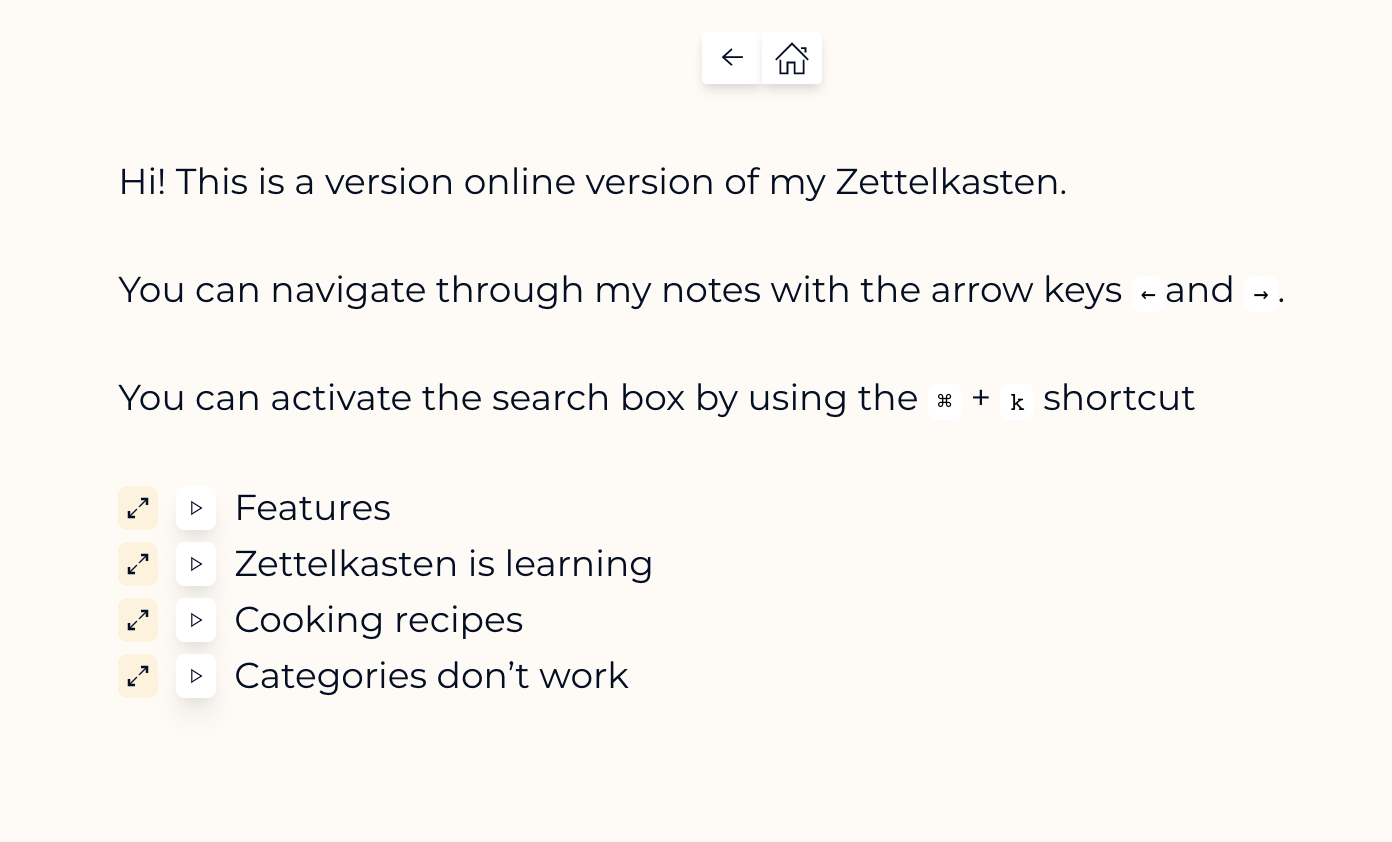 Hi! This is a version online version of my Zettelkasten.
You can navigate through my notes with the arrow keys ← and → .
You can activate the search box by using the ⌘ + k shortcut
Features
Zettelkasten is learning
Cooking recipes
Categories don’t work